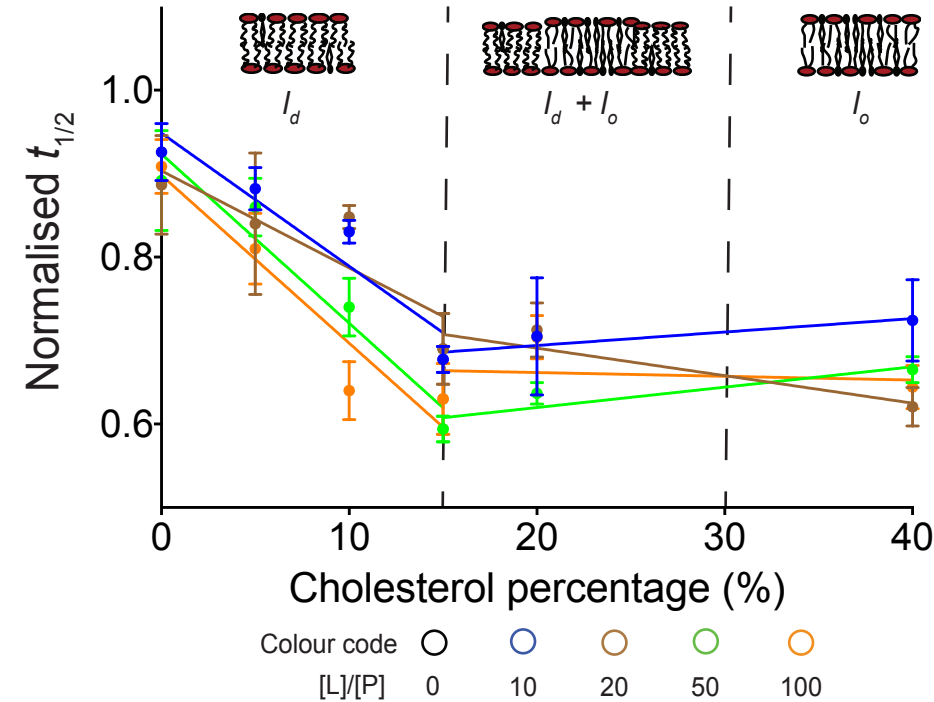 l_d
l_d + l_o
l_o
Normalised t_1/2
1.0
0.8
0.6
0 10 20 30 40
Cholesterol percentage (%)
Colour code
[L]/[P] 0 10 20 50 100